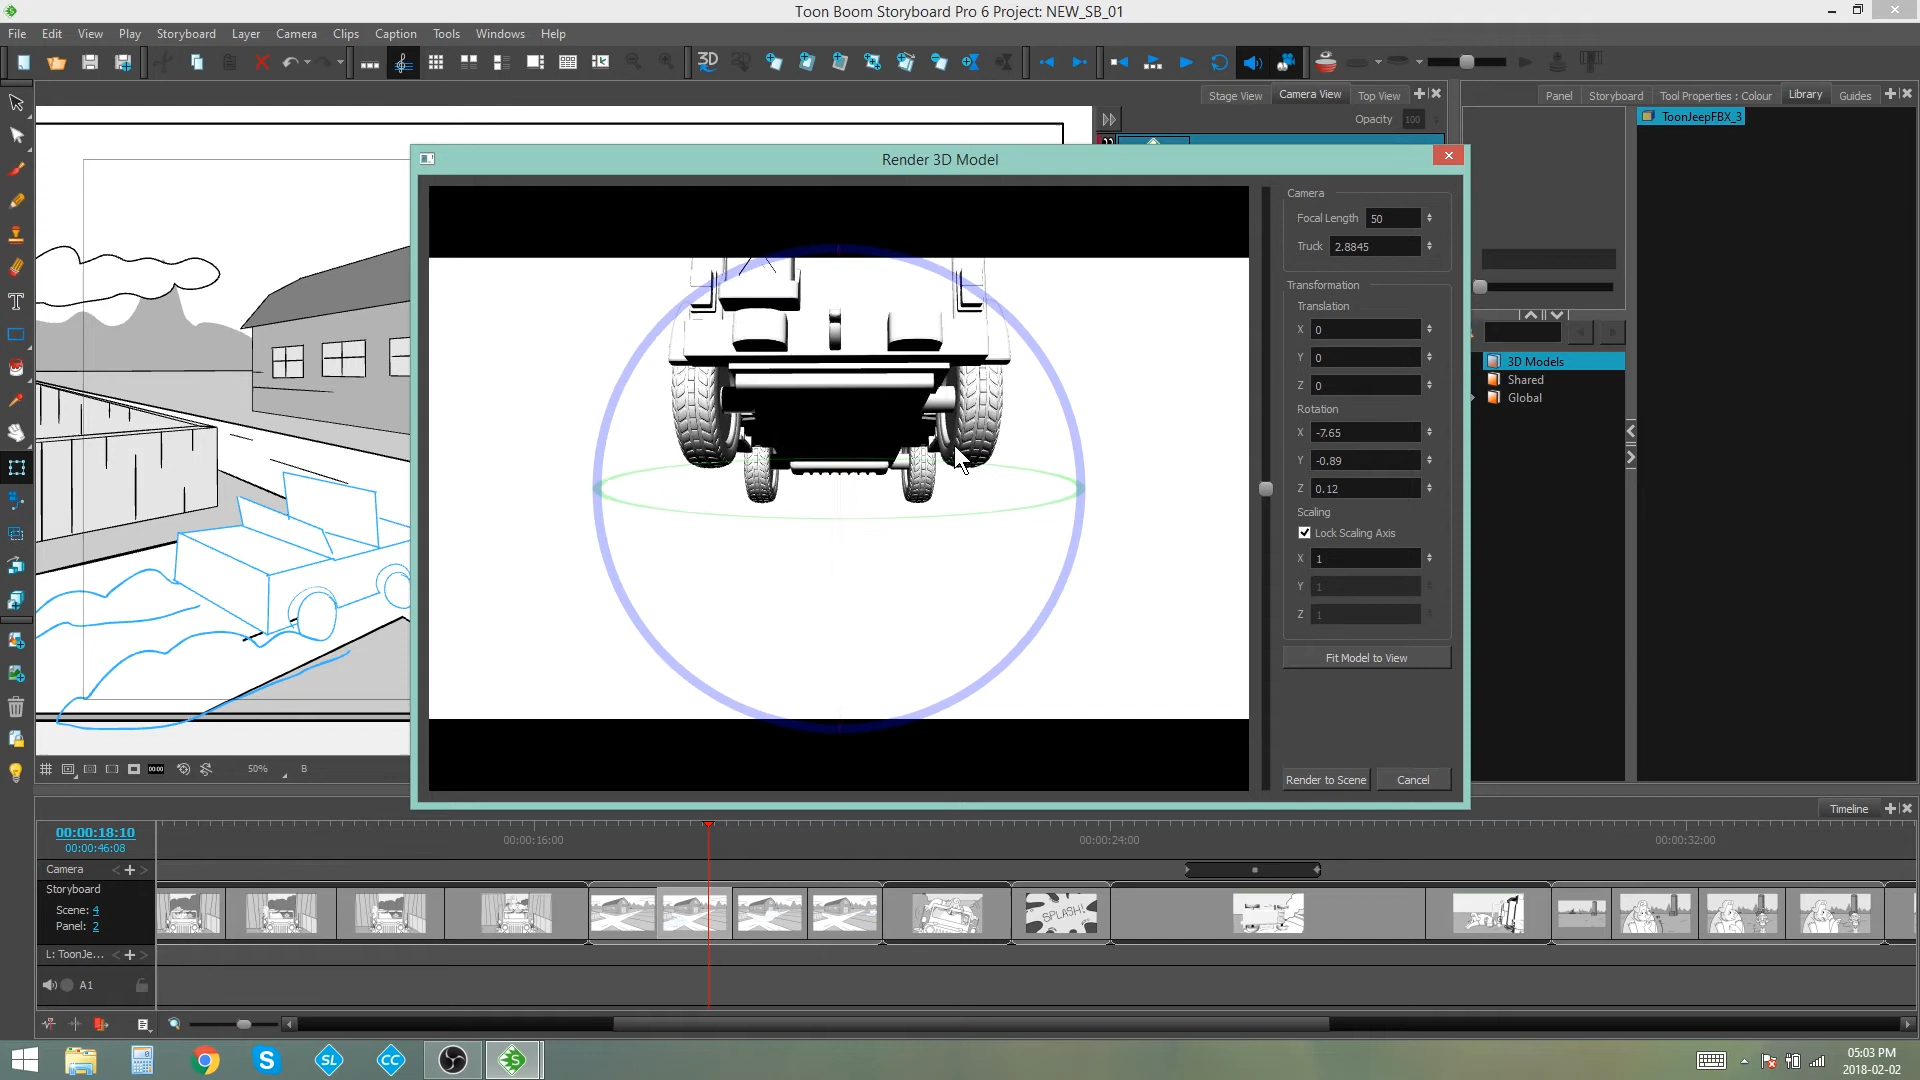 Toon Boom Storyboard Pro 6 Project: NEW_SB_01
File Edit View Play Storyboard Layer Camera Clips Caption Tools Windows Help
3D
Stage View Camera View Top View
Panel Storyboard Tool Properties : Colour Library Guides
Opacity 100
ToonJeepFBX_3
Render 3D Model
Camera
Focal Length 50
Truck 2.8845
Transformation
Translation
X 0
Y 0
Z 0
Rotation
X -7.65
Y -0.89
Z 0.12
Scaling
Lock Scaling Axis
X 1
Y 1
Z 1
Fit Model to View
Render to Scene Cancel
3D Models
Shared
Global
50% B
00:00
Timeline
00:00:18:10
00:00:46:08
00:00:16:00 00:00:24:00 00:00:32:00
Camera
Storyboard
Scene: 4
Panel: 2
SPLASH!
L: ToonJe...
A1
SL CC
05:03 PM
2018-02-02